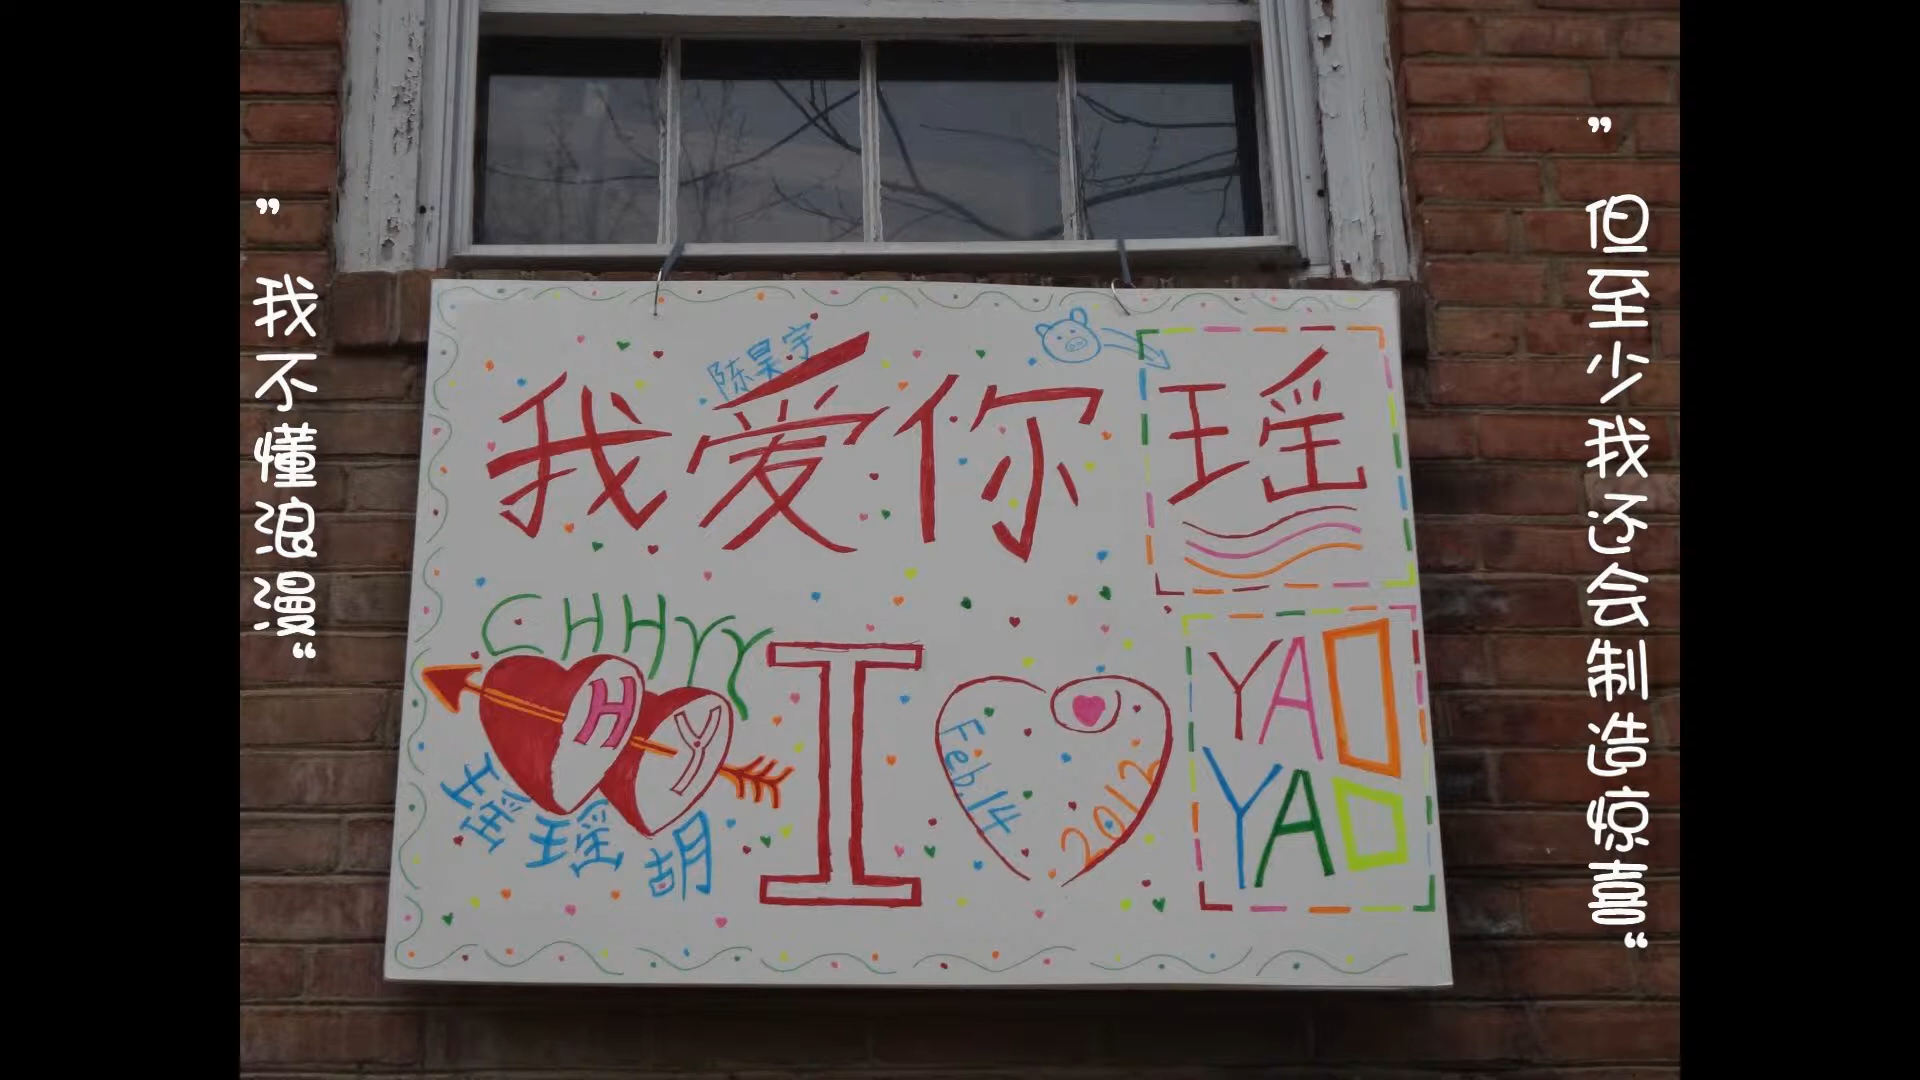 ”我不懂浪漫“
”但至少我还会制造惊喜“
陈昊宇
我爱你瑶
CHHYY
H
Y
瑶瑶胡
I
Feb.14
2012
YAO
YAO